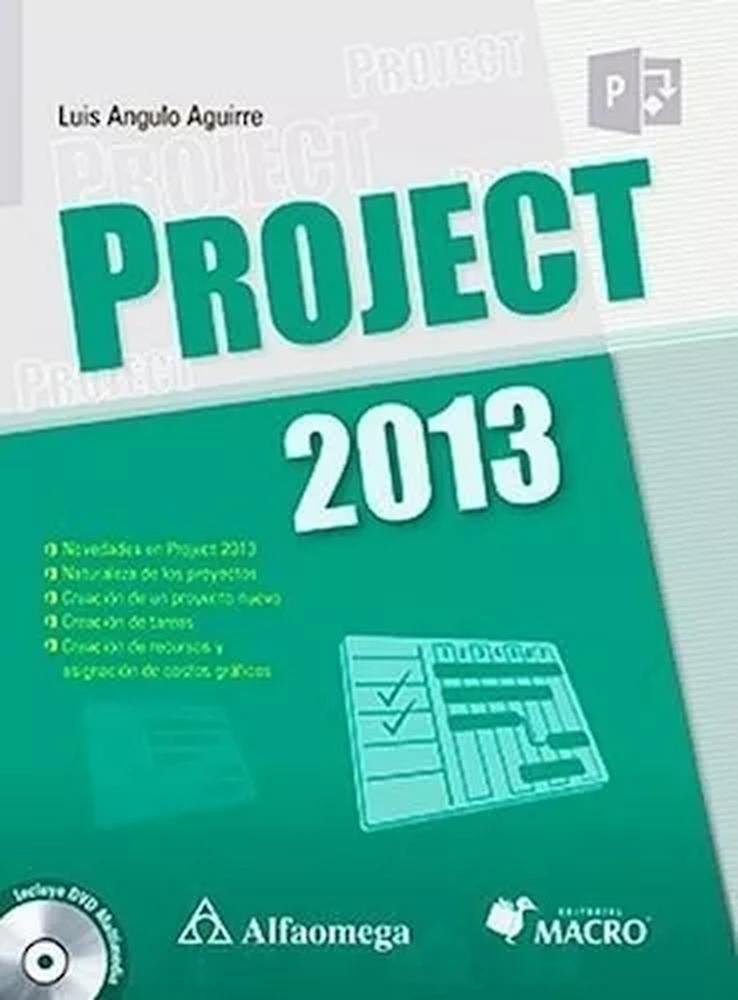 PROJECT
Luis Angulo Aguirre
P
PROJECT
PROJECT
PROJECT
2013
Novedades en Project 2013
Naturaleza de los proyectos
Creación de un proyecto nuevo
Creación de tareas
Creación de recursos y
asignación de costos gráficos
Incluye DVD Multimedia
Alfaomega
EDITORIAL
MACRO